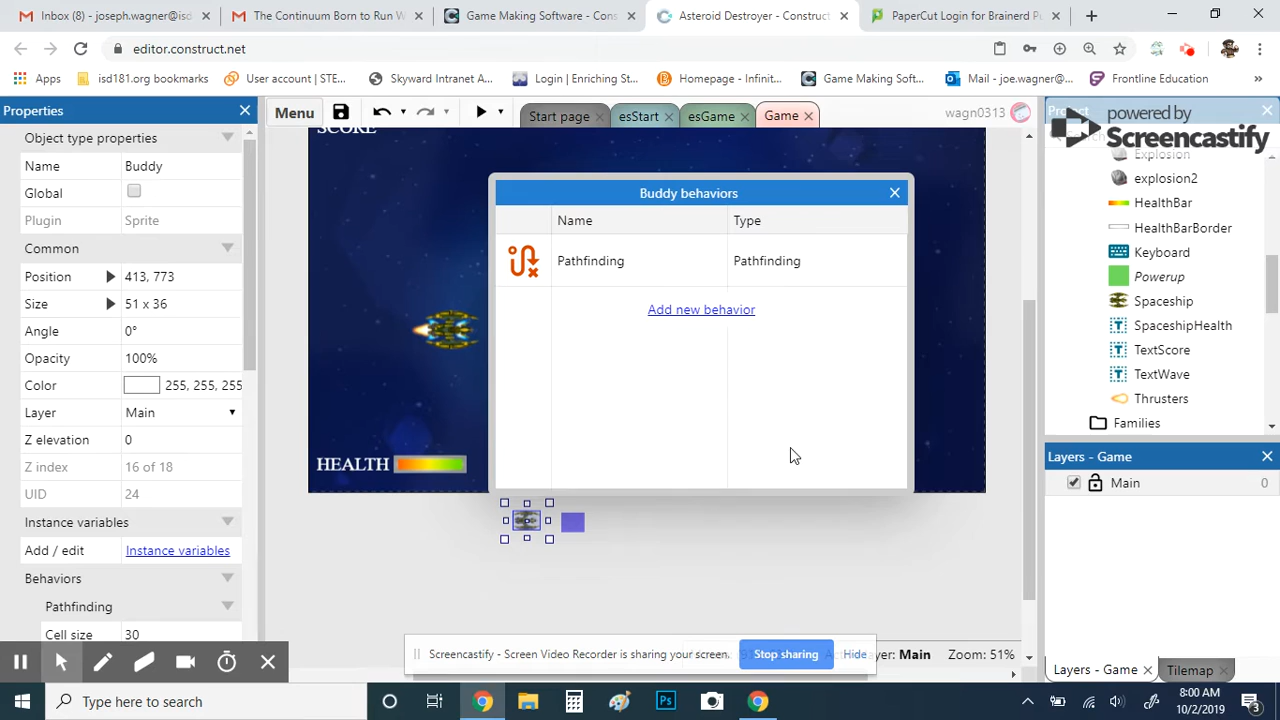 Inbox (8) - joseph.wagner@is
The Continuum Born to Run W
Game Making Software - Cons
Asteroid Destroyer - Construct
PaperCut Login for Brainerd Pu
editor.construct.net
Apps
isd181.org bookmarks
User account | STE...
Skyward Intranet A...
Login | Enriching St...
Homepage - Infinit...
Game Making Soft...
Mail - joe.wagner@...
Frontline Education
Properties
Menu
Start page
esStart
esGame
Game
wagn0313
Project
powered by
Screencastify
Object type properties
Name
Buddy
Global
Plugin
Sprite
Common
Position
413, 773
Size
51 x 36
Angle
0°
Opacity
100%
Color
255, 255, 255
Layer
Main
Z elevation
0
Z index
16 of 18
UID
24
Instance variables
Add / edit
Instance variables
Behaviors
Pathfinding
Cell size
30
SCORE
HEALTH
Buddy behaviors
Name
Type
Pathfinding
Pathfinding
Add new behavior
Explosion
explosion2
HealthBar
HealthBarBorder
Keyboard
Powerup
Spaceship
SpaceshipHealth
TextScore
TextWave
Thrusters
Families
Layers - Game
Main
0
Screencastify - Screen Video Recorder is sharing your screen.
Stop sharing
Hide
Layer: Main
Zoom: 51%
Layers - Game
Tilemap
Type here to search
8:00 AM
10/2/2019
3